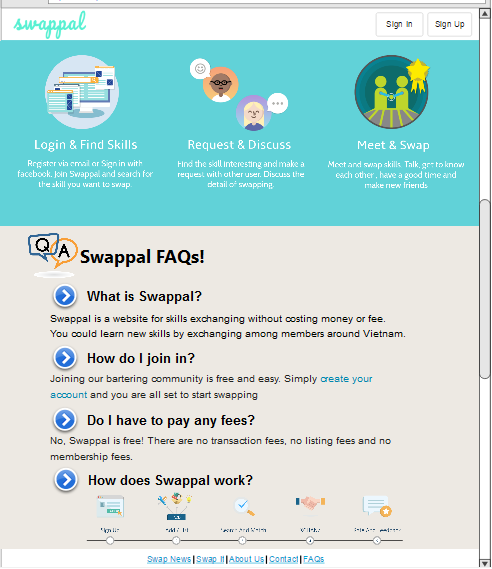 swappal
Sign In
Sign Up
Login & Find Skills
Register via email or Sign in with
facebook. Join Swappal and search for
the skill you want to swap.
Request & Discuss
Find the skill interesting and make a
request with other user. Discuss the
detail of swapping.
Meet & Swap
Meet and swap skills. Talk, get to know
each other , have a good time and
make new friends
Q A
Swappal FAQs!
What is Swappal?
Swappal is a website for skills exchanging without costing money or fee.
You could learn new skills by exchanging among members around Vietnam.
How do I join in?
Joining our bartering community is free and easy. Simply create your
account and you are all set to start swapping
Do I have to pay any fees?
No, Swappal is free! There are no transaction fees, no listing fees and no
membership fees.
How does Swappal work?
Sign Up
Search And Match
Swap News | Swap it | About Us | Contact | FAQs